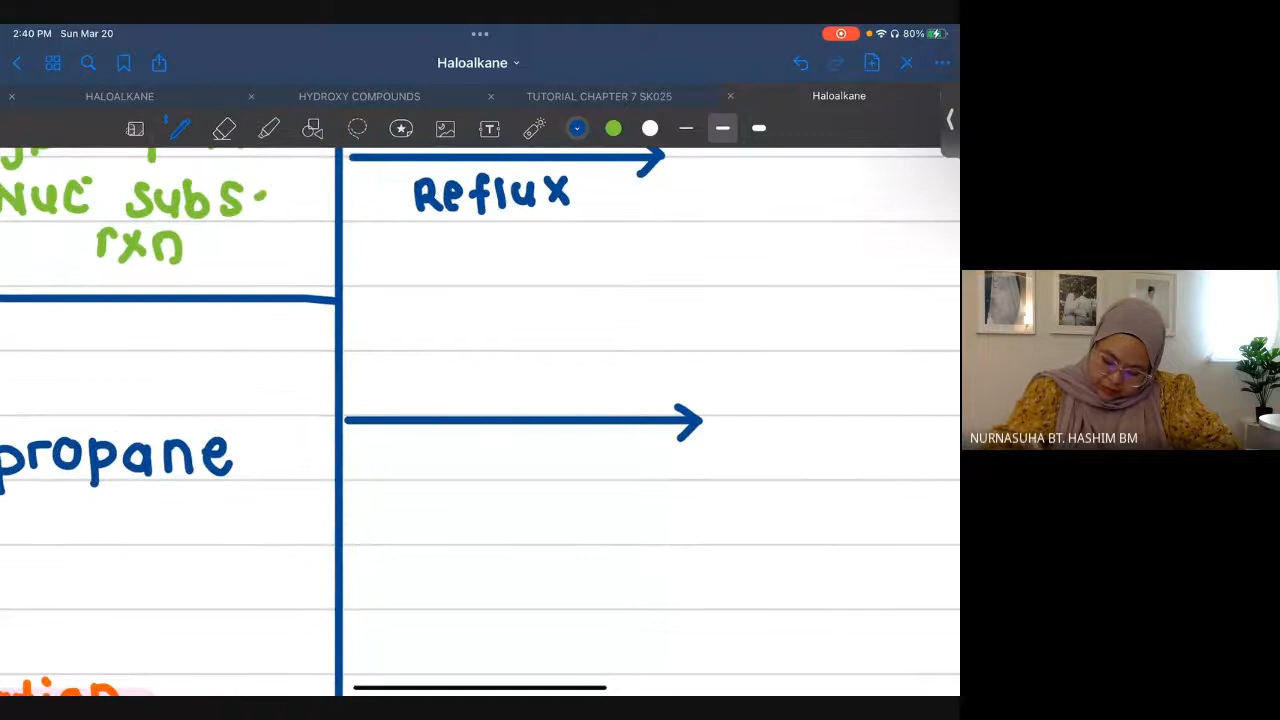 2:40 PM Sun Mar 20
80%
Haloalkane
HALOALKANE
HYDROXY COMPOUNDS
TUTORIAL CHAPTER 7 SK025
Haloalkane
T
Nuc⁻ subs.
rxn
Reflux
propane
NURNASUHA BT. HASHIM BM